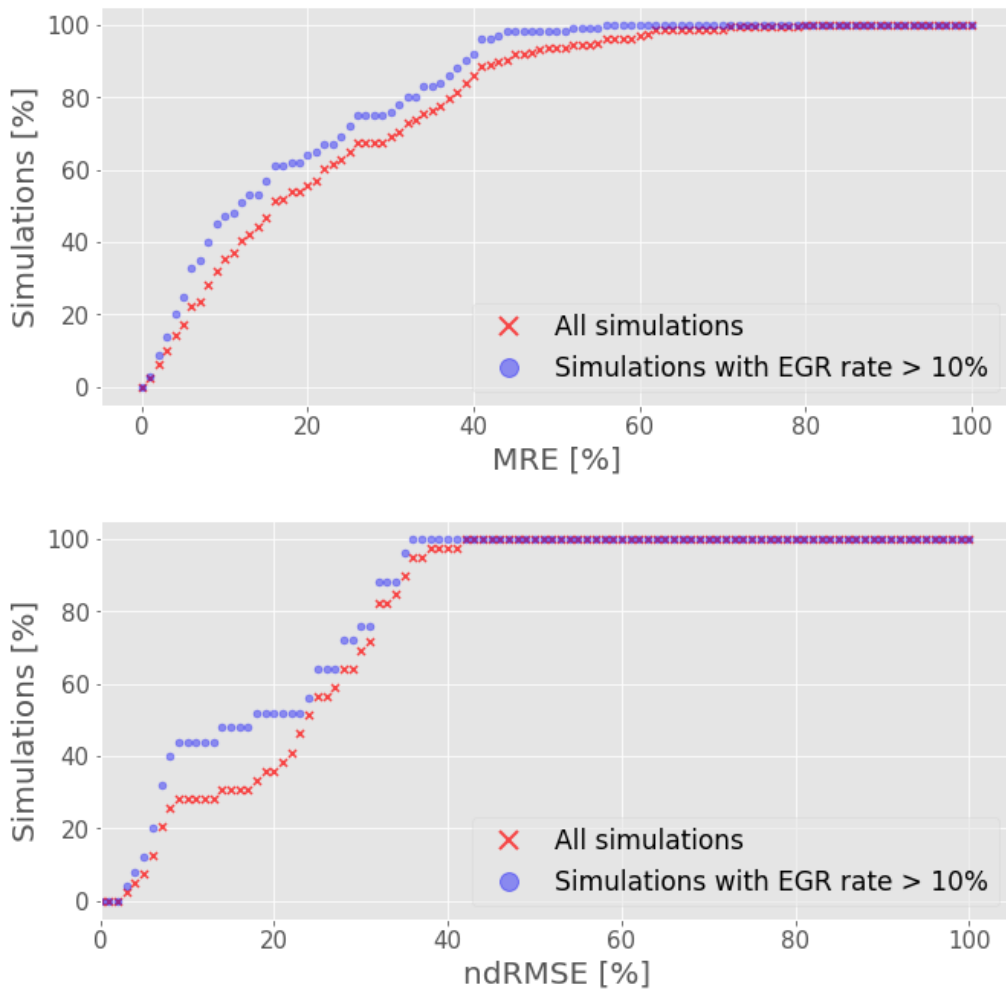 100
80
60
40
20
0
Simulations [%]
All simulations
Simulations with EGR rate > 10%
0 20 40 60 80 100
MRE [%]
100
80
60
40
20
0
Simulations [%]
All simulations
Simulations with EGR rate > 10%
0 20 40 60 80 100
ndRMSE [%]